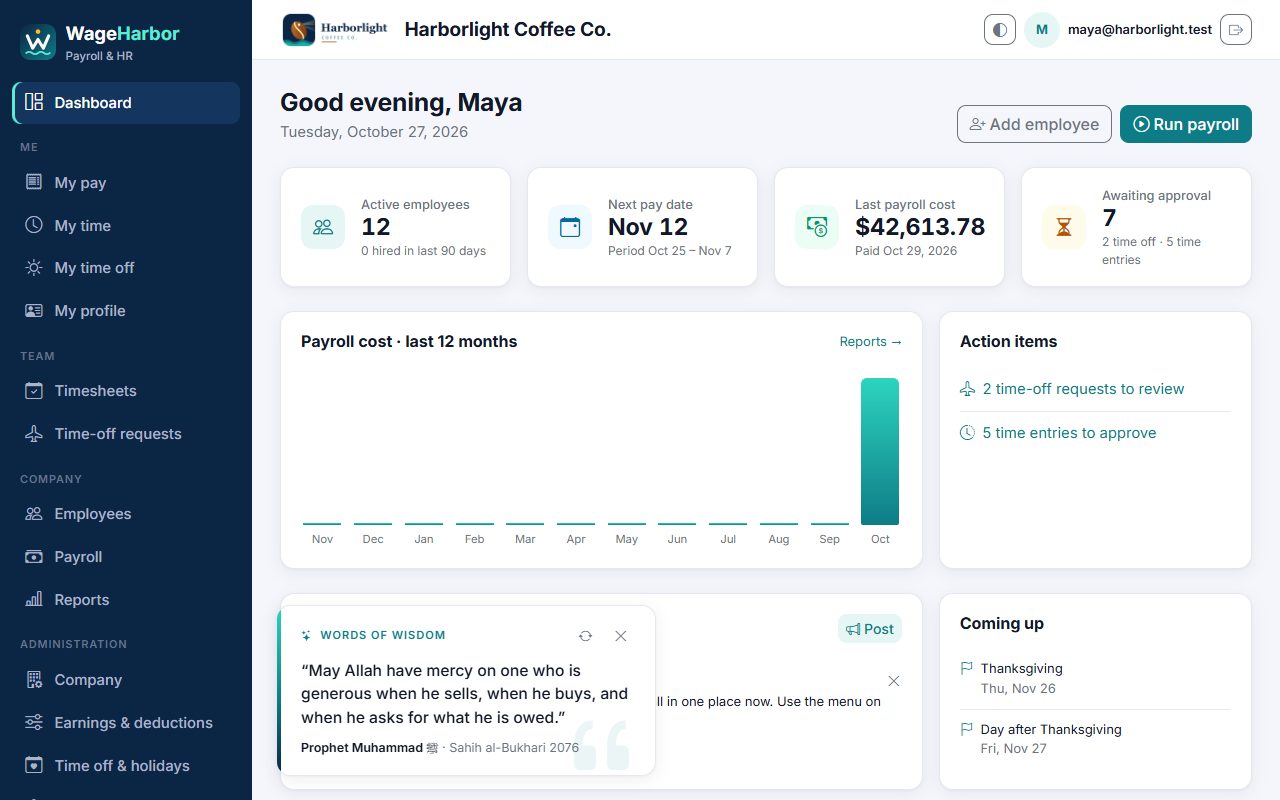 WageHarbor
Payroll & HR
Dashboard
ME
My pay
My time
My time off
My profile
TEAM
Timesheets
Time-off requests
COMPANY
Employees
Payroll
Reports
ADMINISTRATION
Company
Earnings & deductions
Time off & holidays
Harborlight
COFFEE CO.
Harborlight Coffee Co.
M
maya@harborlight.test
Good evening, Maya
Tuesday, October 27, 2026
Add employee
Run payroll
Active employees
12
0 hired in last 90 days
Next pay date
Nov 12
Period Oct 25 – Nov 7
Last payroll cost
$42,613.78
Paid Oct 29, 2026
Awaiting approval
7
2 time off · 5 time
entries
Payroll cost · last 12 months
Reports →
Nov Dec Jan Feb Mar Apr May Jun Jul Aug Sep Oct
Action items
2 time-off requests to review
5 time entries to approve
WORDS OF WISDOM
“May Allah have mercy on one who is
generous when he sells, when he buys, and
when he asks for what he is owed.”
Prophet Muhammad ﷺ · Sahih al-Bukhari 2076
Post
ll in one place now. Use the menu on
Coming up
Thanksgiving
Thu, Nov 26
Day after Thanksgiving
Fri, Nov 27